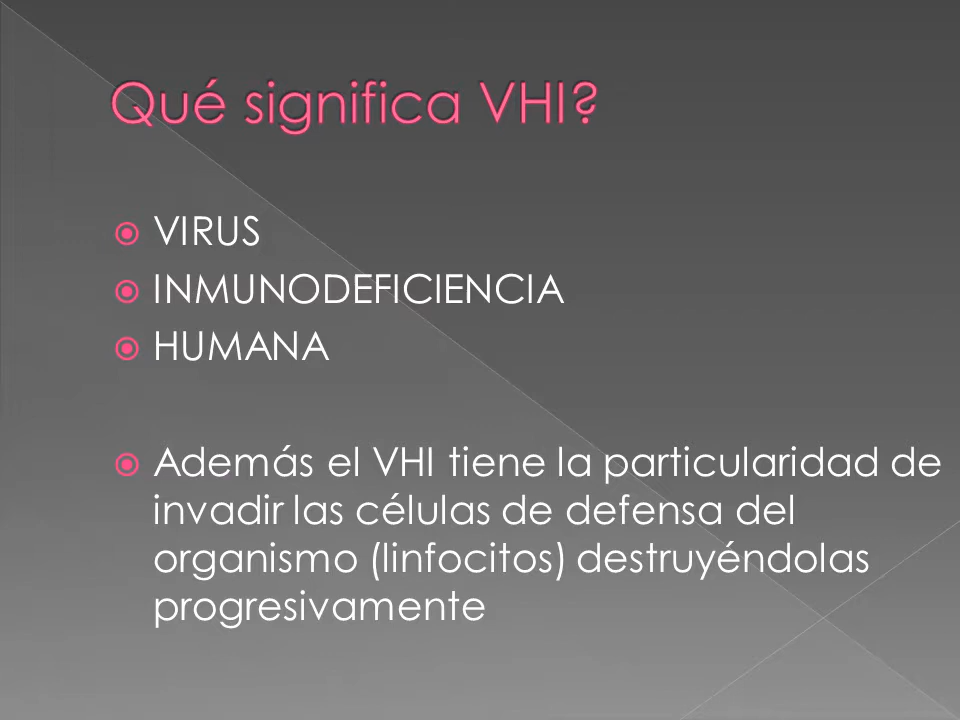 Qué significa VHI?
VIRUS
INMUNODEFICIENCIA
HUMANA
Además el VHI tiene la particularidad de
invadir las células de defensa del
organismo (linfocitos) destruyéndolas
progresivamente